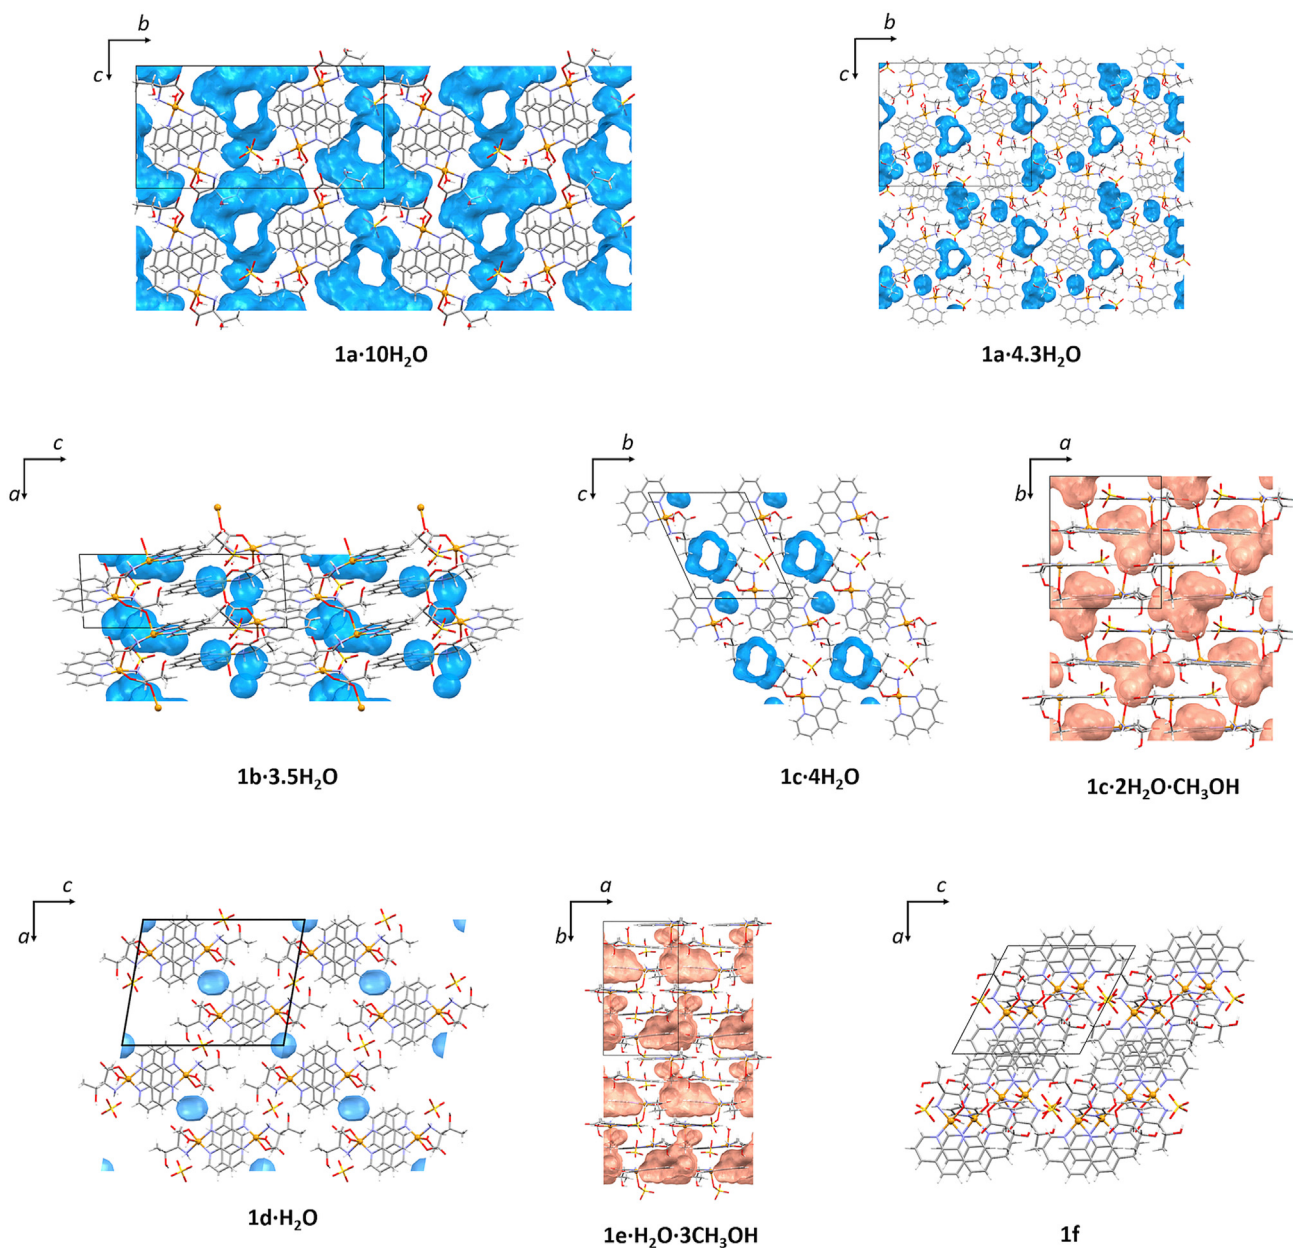 b
c
1a·10H₂O
b
c
1a·4.3H₂O
c
a
1b·3.5H₂O
b
c
1c·4H₂O
a
b
1c·2H₂O·CH₃OH
c
a
1d·H₂O
a
b
1e·H₂O·3CH₃OH
c
a
1f